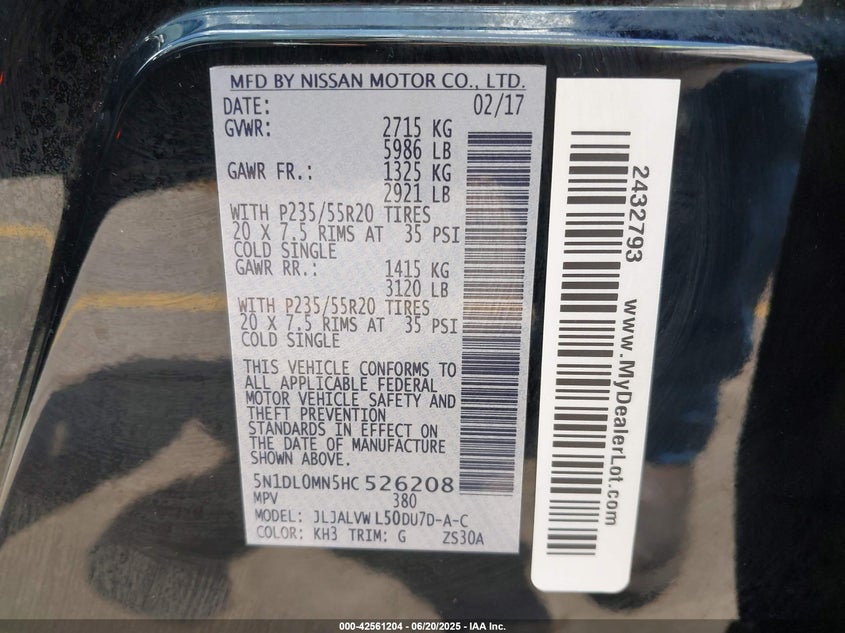 MFD BY NISSAN MOTOR CO., LTD.
DATE: 02/17
GVWR: 2715 KG
5986 LB
GAWR FR.: 1325 KG
2921 LB
WITH P235/55R20 TIRES
20 X 7.5 RIMS AT 35 PSI
COLD SINGLE
GAWR RR.: 1415 KG
3120 LB
WITH P235/55R20 TIRES
20 X 7.5 RIMS AT 35 PSI
COLD SINGLE
THIS VEHICLE CONFORMS TO
ALL APPLICABLE FEDERAL
MOTOR VEHICLE SAFETY AND
THEFT PREVENTION
STANDARDS IN EFFECT ON
THE DATE OF MANUFACTURE
SHOWN ABOVE.
5N1DL0MN5HC 526208
MPV 380
MODEL: JLJALVW L50DU7D-A-C
COLOR: KH3 TRIM: G ZS30A
2432793 www.MyDealerLot.com
000-42561204 - 06/20/2025 - IAA Inc.